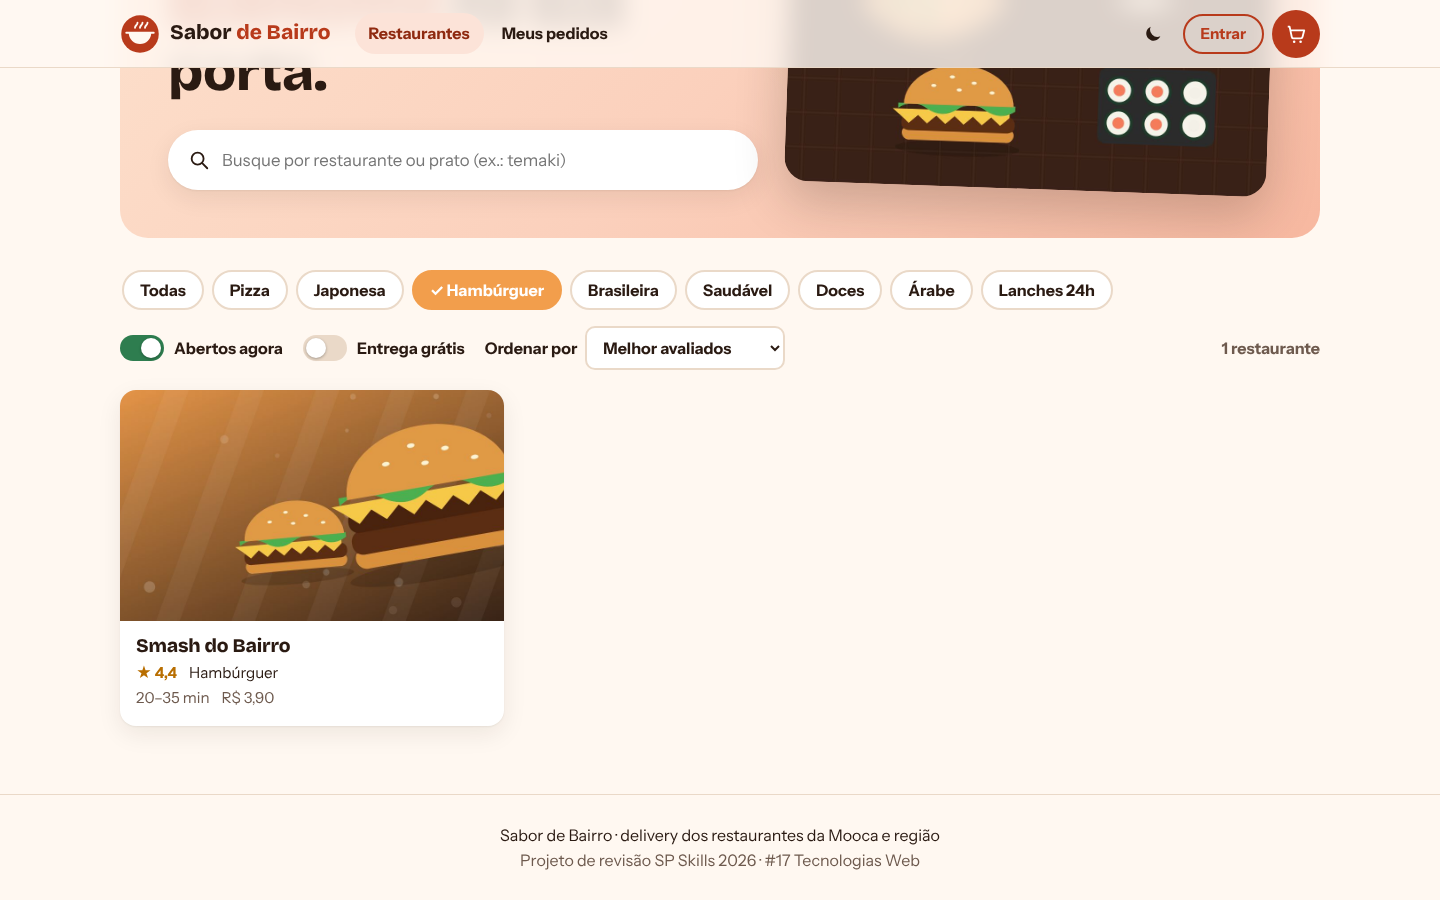 Sabor de Bairro
Restaurantes
Meus pedidos
Entrar
porta.
Busque por restaurante ou prato (ex.: temaki)
Todas
Pizza
Japonesa
✓ Hambúrguer
Brasileira
Saudável
Doces
Árabe
Lanches 24h
Abertos agora
Entrega grátis
Ordenar por
Melhor avaliados
1 restaurante
Smash do Bairro
★ 4,4 Hambúrguer
20–35 min R$ 3,90
Sabor de Bairro · delivery dos restaurantes da Mooca e região
Projeto de revisão SP Skills 2026 · #17 Tecnologias Web